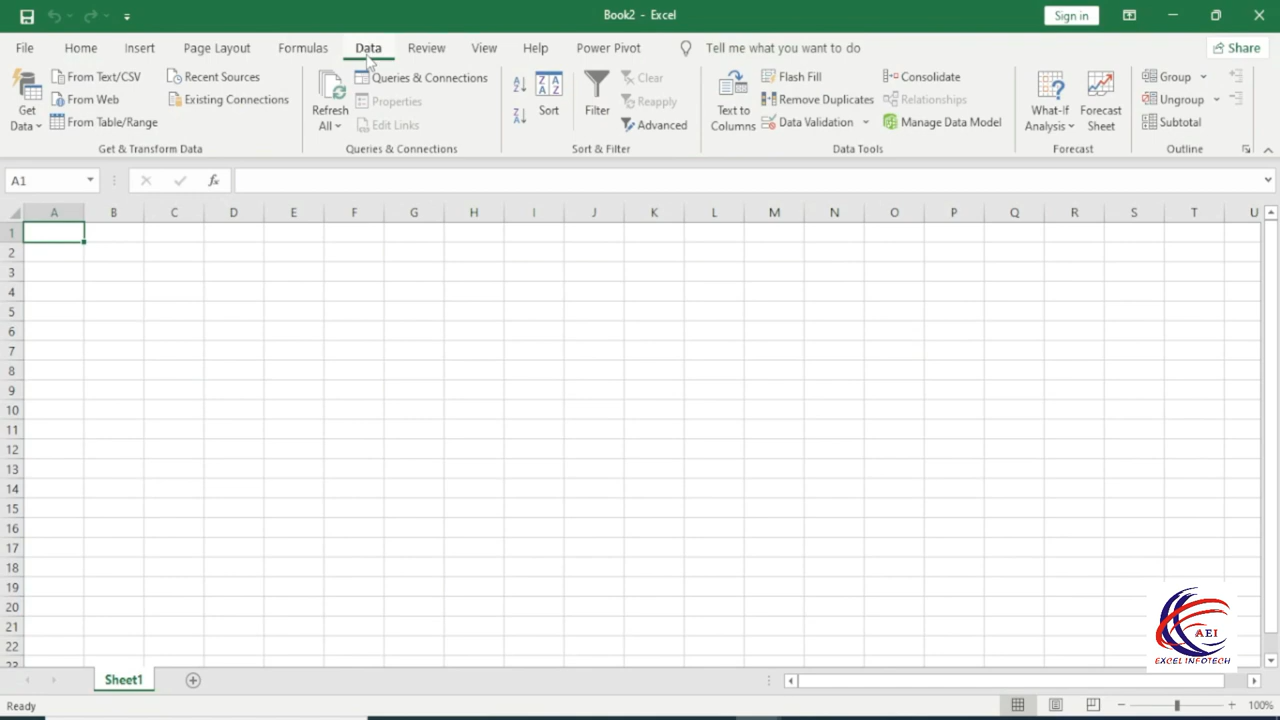 Book2 - Excel
Sign in
File Home Insert Page Layout Formulas Data Review View Help Power Pivot Tell me what you want to do Share
Get Data
From Text/CSV
From Web
From Table/Range
Recent Sources
Existing Connections
Get & Transform Data
Refresh All
Queries & Connections
Properties
Edit Links
Queries & Connections
Sort
Filter
Clear
Reapply
Advanced
Sort & Filter
Text to Columns
Flash Fill
Remove Duplicates
Data Validation
Consolidate
Relationships
Manage Data Model
Data Tools
What-If Analysis
Forecast Sheet
Forecast
Group
Ungroup
Subtotal
Outline
A1 fx
A B C D E F G H I J K L M N O P Q R S T U
1
2
3
4
5
6
7
8
9
10
11
12
13
14
15
16
17
18
19
20
21
22
23
AEI
EXCEL INFOTECH
Sheet1
Ready
100%